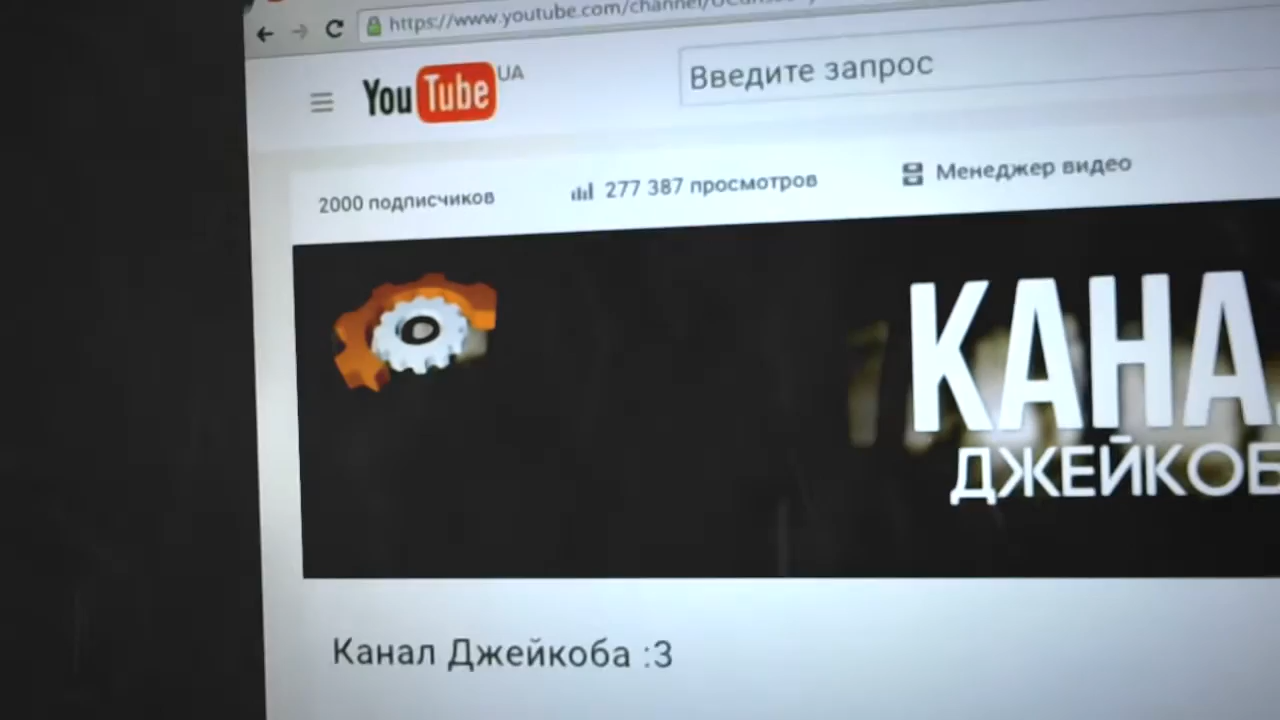 https://www.youtube.com/channel/
YouTube UA
Введите запрос
2000 подписчиков
277 387 просмотров
Менеджер видео
КАНА
ДЖЕЙКОБ
Канал Джейкоба :3